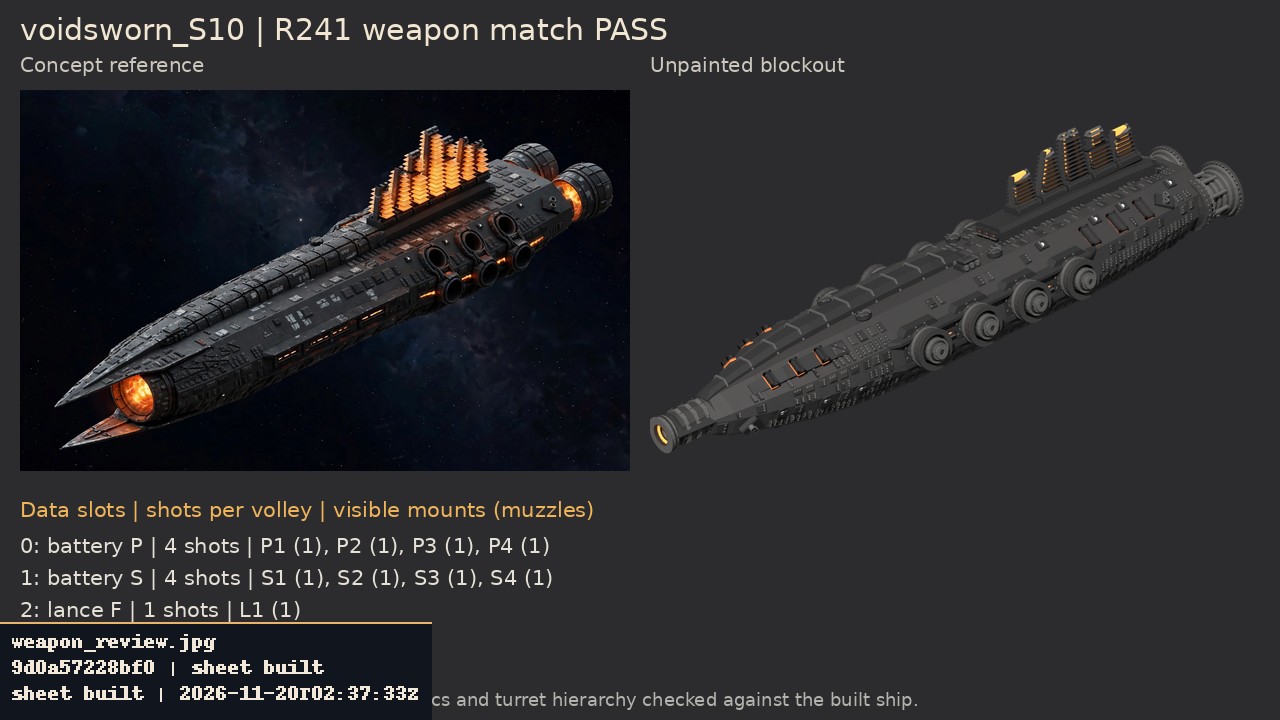 voidsworn_S10 | R241 weapon match PASS
Concept reference
Unpainted blockout
Data slots | shots per volley | visible mounts (muzzles)
0: battery P | 4 shots | P1 (1), P2 (1), P3 (1), P4 (1)
1: battery S | 4 shots | S1 (1), S2 (1), S3 (1), S4 (1)
2: lance F | 1 shots | L1 (1)
weapon_review.jpg
9d0a57228bf0 | sheet built
sheet built | 2026-11-20T02:37:33Z
and turret hierarchy checked against the built ship.